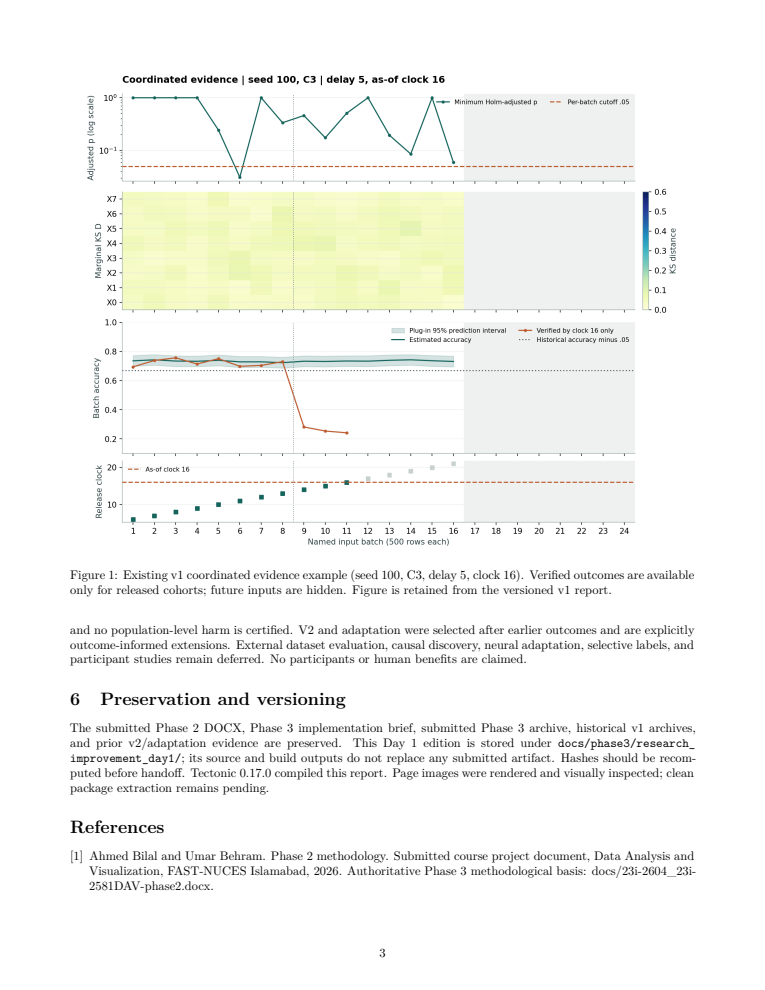 Coordinated evidence | seed 100, C3 | delay 5, as-of clock 16
Adjusted p (log scale)
10⁰
10⁻¹
Minimum Holm-adjusted p
Per-batch cutoff .05
Marginal KS D
X7
X6
X5
X4
X3
X2
X1
X0
0.6
0.5
0.4
0.3
0.2
0.1
0.0
KS distance
Batch accuracy
1.0
0.8
0.6
0.4
0.2
Plug-in 95% prediction interval
Estimated accuracy
Verified by clock 16 only
Historical accuracy minus .05
Release clock
20
10
As-of clock 16
1 2 3 4 5 6 7 8 9 10 11 12 13 14 15 16 17 18 19 20 21 22 23 24
Named input batch (500 rows each)
Figure 1: Existing v1 coordinated evidence example (seed 100, C3, delay 5, clock 16). Verified outcomes are available
only for released cohorts; future inputs are hidden. Figure is retained from the versioned v1 report.
and no population-level harm is certified. V2 and adaptation were selected after earlier outcomes and are explicitly
outcome-informed extensions. External dataset evaluation, causal discovery, neural adaptation, selective labels, and
participant studies remain deferred. No participants or human benefits are claimed.
6 Preservation and versioning
The submitted Phase 2 DOCX, Phase 3 implementation brief, submitted Phase 3 archive, historical v1 archives,
and prior v2/adaptation evidence are preserved. This Day 1 edition is stored under docs/phase3/research_
improvement_day1/; its source and build outputs do not replace any submitted artifact. Hashes should be recom-
puted before handoff. Tectonic 0.17.0 compiled this report. Page images were rendered and visually inspected; clean
package extraction remains pending.
References
[1] Ahmed Bilal and Umar Behram. Phase 2 methodology. Submitted course project document, Data Analysis and
Visualization, FAST-NUCES Islamabad, 2026. Authoritative Phase 3 methodological basis: docs/23i-2604_23i-
2581DAV-phase2.docx.
3